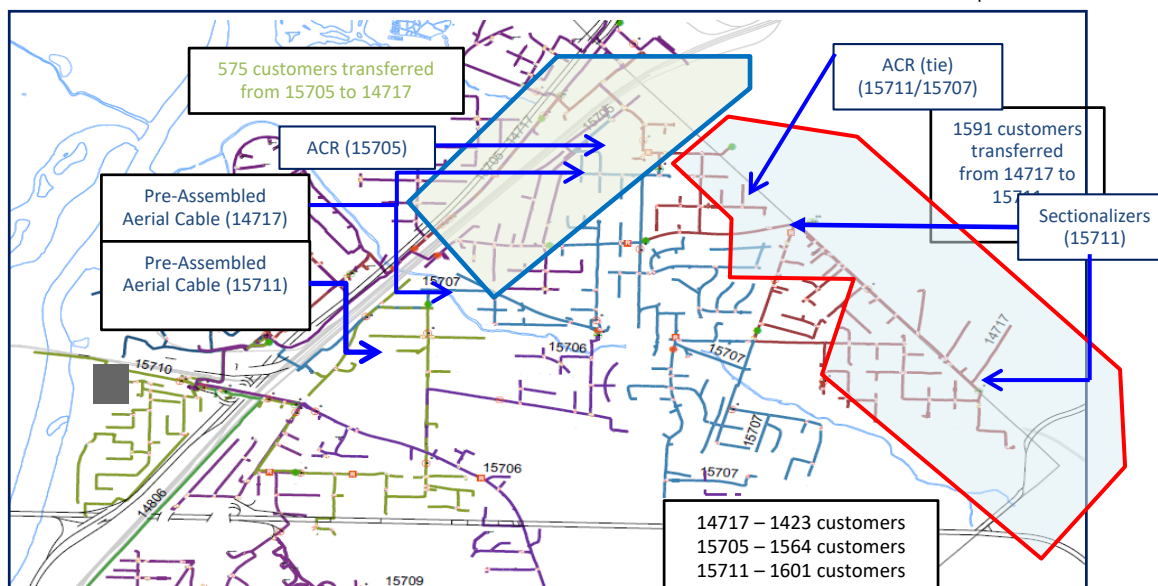 575 customers transferred
from 15705 to 14717
ACR (15705)
Pre-Assembled
Aerial Cable (14717)
Pre-Assembled
Aerial Cable (15711)
ACR (tie)
(15711/15707)
1591 customers
transferred
from 14717 to
Sectionalizers
(15711)
14717
15705
15707
15706
15707
14717
15710
15707
15707
15706
14806
15709
14717 – 1423 customers
15705 – 1564 customers
15711 – 1601 customers